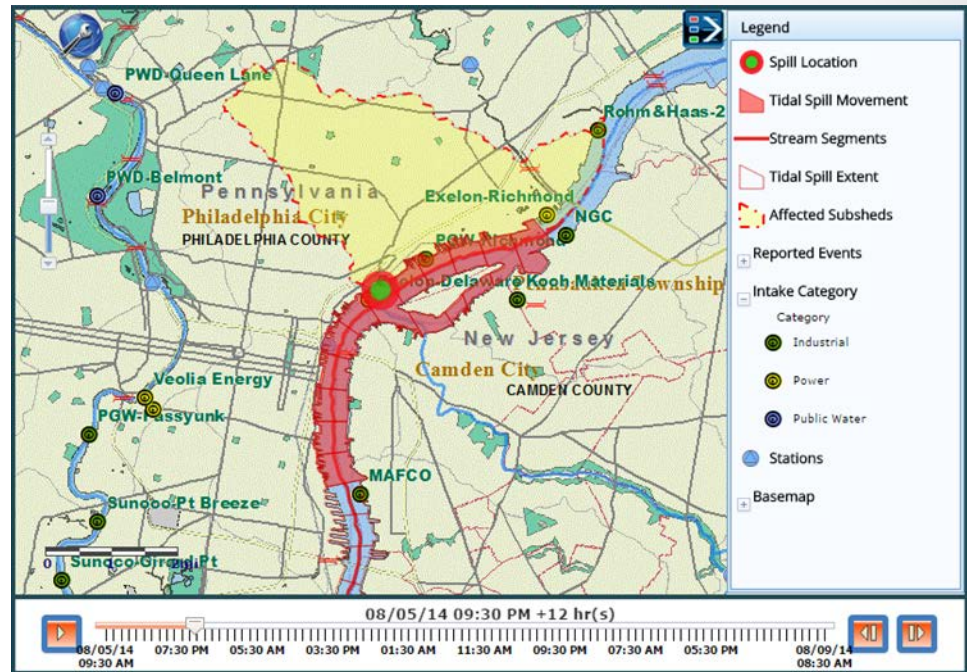 PWD-Queen Lane
Rohm&Haas-2
PWD-Belmont
Pennsylvania
Philadelphia City
PHILADELPHIA COUNTY
Exelon-Richmond
NGC
PGW-Richmond
-Delaware Koch Materials
Township
New Jersey
Camden City
CAMDEN COUNTY
Veolia Energy
PGW-Passyunk
MAFCO
Sunoco-Pt Breeze
Sunoco-Girard Pt
0 1 2mi
Legend
Spill Location
Tidal Spill Movement
Stream Segments
Tidal Spill Extent
Affected Subsheds
Reported Events
Intake Category
Category
Industrial
Power
Public Water
Stations
Basemap
08/05/14 09:30 PM +12 hr(s)
08/05/14 09:30 AM
07:30 PM
05:30 AM
03:30 PM
01:30 AM
11:30 AM
09:30 PM
07:30 AM
05:30 PM
08/09/14 08:30 AM